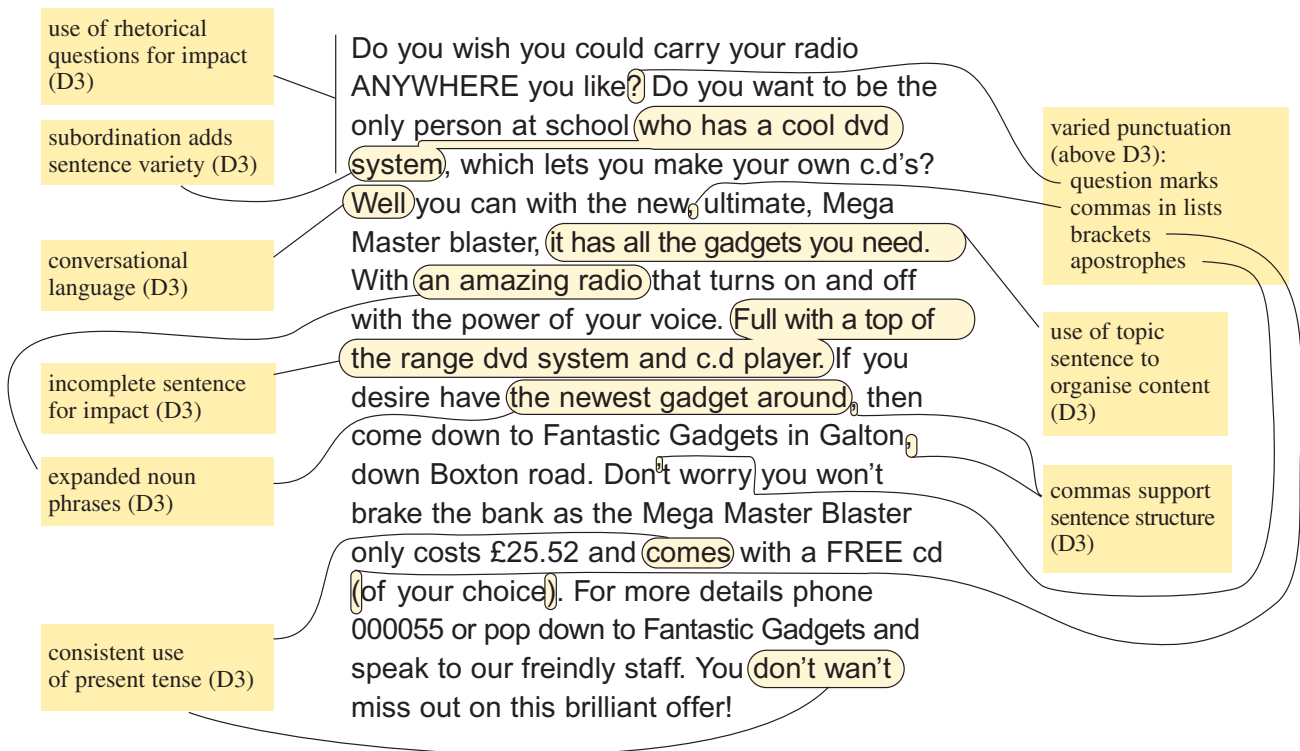 use of rhetorical
questions for impact
(D3)
subordination adds
sentence variety (D3)
conversational
language (D3)
incomplete sentence
for impact (D3)
expanded noun
phrases (D3)
consistent use
of present tense (D3)
Do you wish you could carry your radio
ANYWHERE you like? Do you want to be the
only person at school who has a cool dvd
system, which lets you make your own c.d's?
Well you can with the new, ultimate, Mega
Master blaster, it has all the gadgets you need.
With an amazing radio that turns on and off
with the power of your voice. Full with a top of
the range dvd system and c.d player. If you
desire have the newest gadget around, then
come down to Fantastic Gadgets in Galton,
down Boxton road. Don't worry you won't
brake the bank as the Mega Master Blaster
only costs £25.52 and comes with a FREE cd
(of your choice). For more details phone
000055 or pop down to Fantastic Gadgets and
speak to our freindly staff. You don't wan't
miss out on this brilliant offer!
varied punctuation
(above D3):
question marks
commas in lists
brackets
apostrophes
use of topic
sentence to
organise content
(D3)
commas support
sentence structure
(D3)